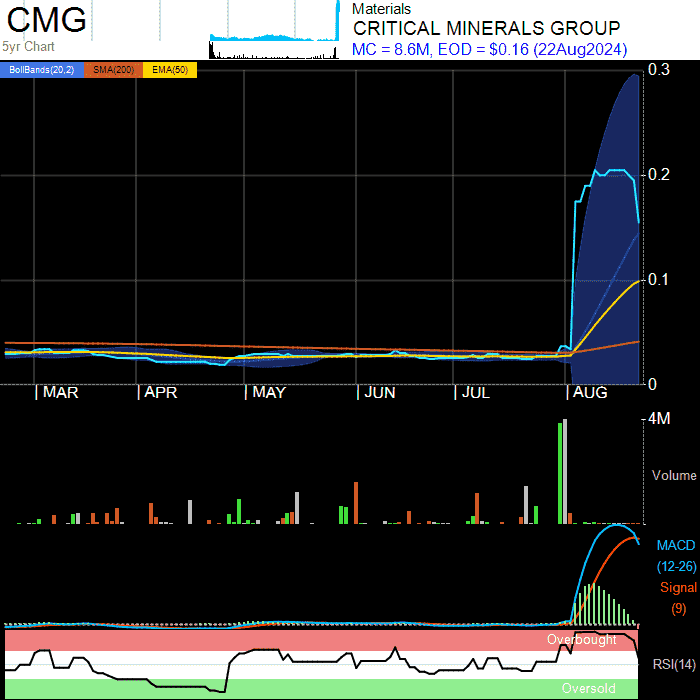 CMG
5yr Chart
Materials
CRITICAL MINERALS GROUP
MC = 8.6M, EOD = $0.16 (22Aug2024)
BollBands(20,2) SMA(200) EMA(50)
0.3
0.2
0.1
0
MAR APR MAY JUN JUL AUG
4M
Volume
MACD
(12-26)
Signal
(9)
Overbought
RSI(14)
Oversold